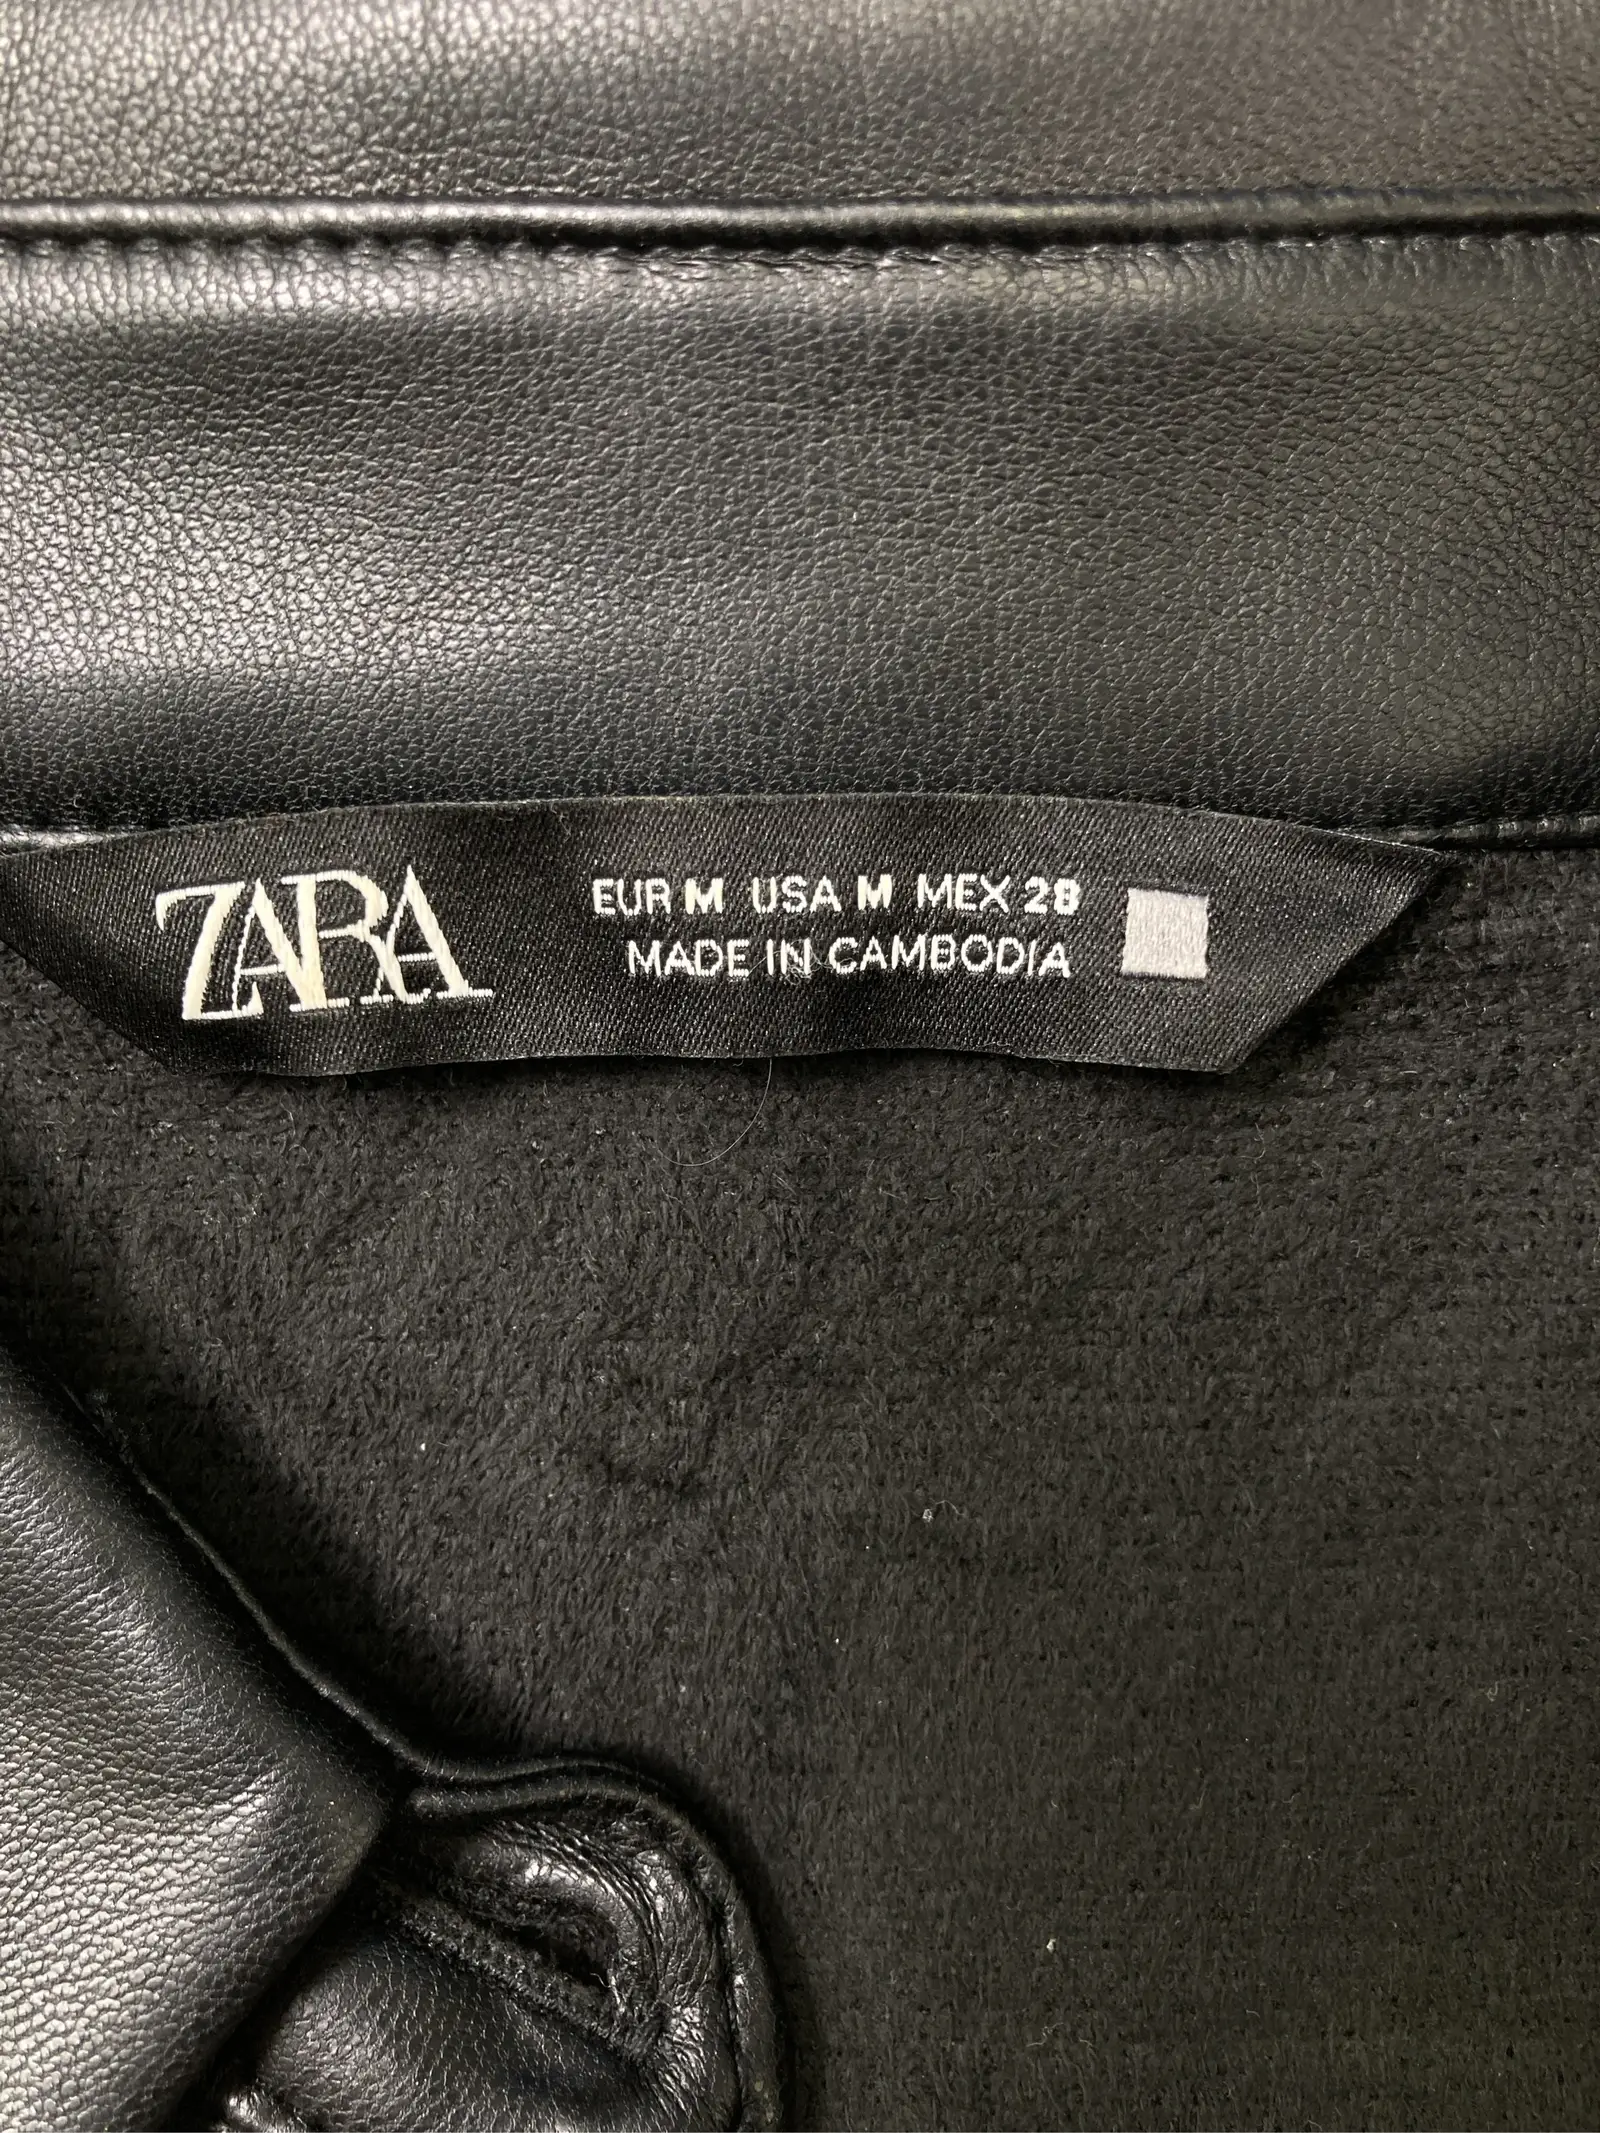 ZARA
EUR M USA M MEX 28
MADE IN CAMBODIA